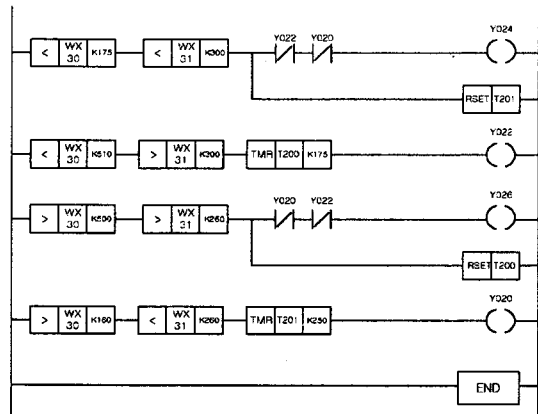 Y022 Y020 Y024
< WX 30 K175 < WX 31 K300
RSET T201
Y022
< WX 30 K510 > WX 31 K300 TMR T200 K175
Y020 Y022 Y026
> WX 30 K500 > WX 31 K260
RSET T200
Y020
> WX 30 K160 < WX 31 K260 TMR T201 K250
END